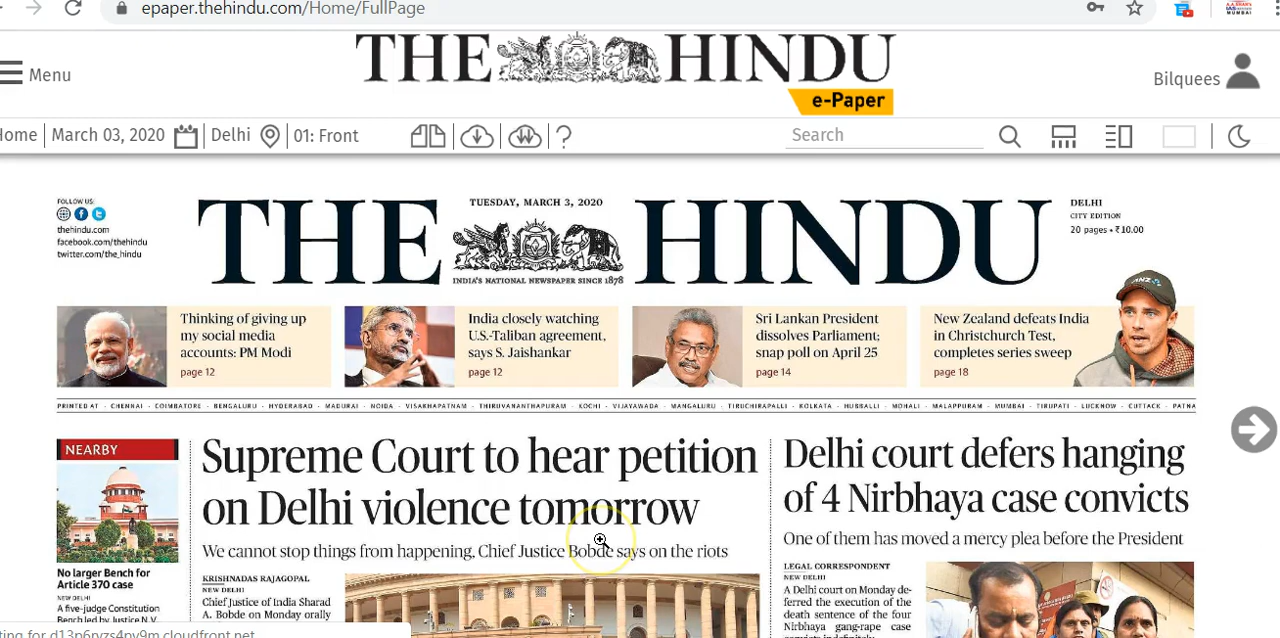 epaper.thehindu.com/Home/FullPage
Menu
THE HINDU
e-Paper
Bilquees
Home
March 03, 2020
Delhi
01: Front
?
Search
FOLLOW US:
thehindu.com
facebook.com/thehindu
twitter.com/the_hindu
TUESDAY, MARCH 3, 2020
THE HINDU
INDIA'S NATIONAL NEWSPAPER SINCE 1878
DELHI
CITY EDITION
20 pages • ₹10.00
Thinking of giving up
my social media
accounts: PM Modi
page 12
India closely watching
U.S.-Taliban agreement,
says S. Jaishankar
page 12
Sri Lankan President
dissolves Parliament;
snap poll on April 25
page 14
New Zealand defeats India
in Christchurch Test,
completes series sweep
page 18
PRINTED AT · CHENNAI · COIMBATORE · BENGALURU · HYDERABAD · MADURAI · NOIDA · VISAKHAPATNAM · THIRUVANANTHAPURAM · KOCHI · VIJAYAWADA · MANGALURU · TIRUCHIRAPALLI · KOLKATA · HUBBALLI · MOHALI · MALAPPURAM · MUMBAI · TIRUPATI · LUCKNOW · CUTTACK · PATNA
NEARBY
No larger Bench for
Article 370 case
NEW DELHI
A five-judge Constitution
Bench led by Justice N.V.
Supreme Court to hear petition
on Delhi violence tomorrow
We cannot stop things from happening, Chief Justice Bobde says on the riots
KRISHNADAS RAJAGOPAL
NEW DELHI
Chief Justice of India Sharad
A. Bobde on Monday orally
Delhi court defers hanging
of 4 Nirbhaya case convicts
One of them has moved a mercy plea before the President
LEGAL CORRESPONDENT
NEW DELHI
A Delhi court on Monday de-
ferred the execution of the
death sentence of the four
Nirbhaya gang-rape case
convicts indefinitely